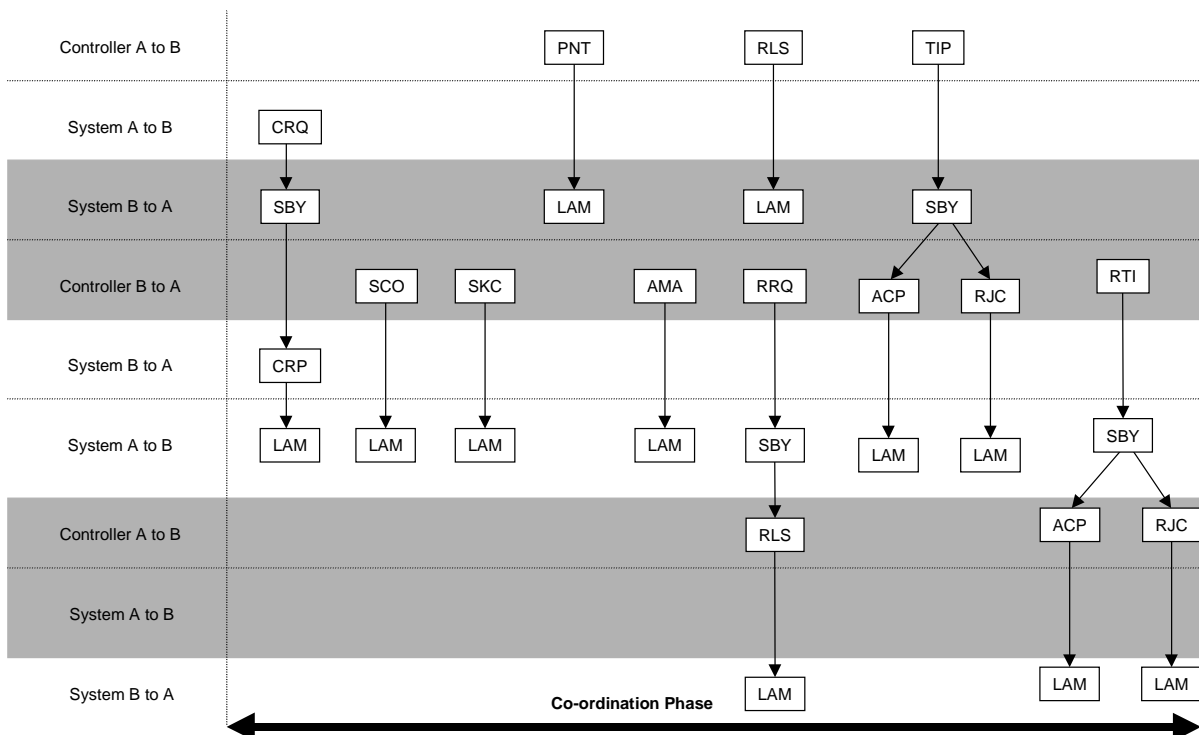 Controller A to B PNT RLS TIP
System A to B CRQ
System B to A SBY LAM LAM SBY
Controller B to A SCO SKC AMA RRQ ACP RJC RTI
System B to A CRP
System A to B LAM LAM LAM LAM SBY LAM LAM SBY
Controller A to B RLS ACP RJC
System A to B
System B to A LAM LAM LAM
Co-ordination Phase